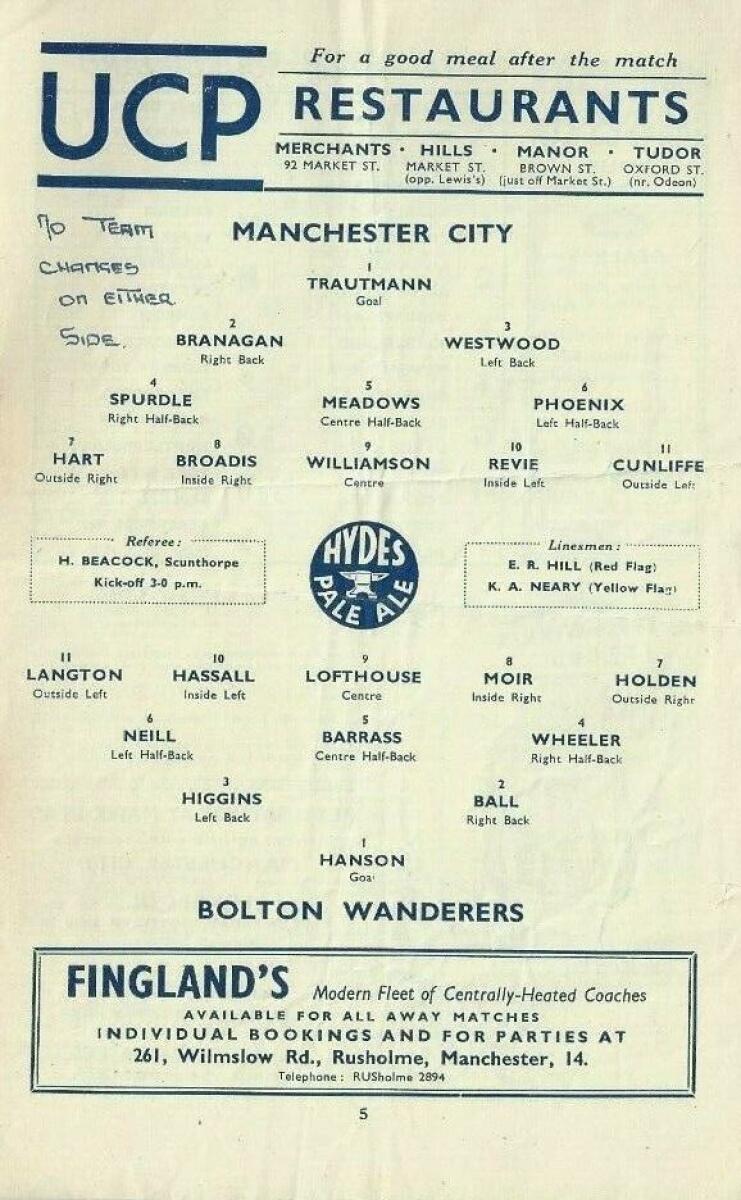 UCP
For a good meal after the match
RESTAURANTS
MERCHANTS · HILLS · MANOR · TUDOR
92 MARKET ST. MARKET ST. BROWN ST. OXFORD ST.
(opp. Lewis's) (just off Market St.) (nr. Odeon)
NO TEAM
CHANGES
ON EITHER
SIDE.
MANCHESTER CITY
1
TRAUTMANN
Goal
2 3
BRANAGAN WESTWOOD
Right Back Left Back
4 5 6
SPURDLE MEADOWS PHOENIX
Right Half-Back Centre Half-Back Left Half-Back
7 8 9 10 11
HART BROADIS WILLIAMSON REVIE CUNLIFFE
Outside Right Inside Right Centre Inside Left Outside Left
Referee:
H. BEACOCK, Scunthorpe
Kick-off 3-0 p.m.
HYDES
PALE ALE
Linesmen:
E. R. HILL (Red Flag)
K. A. NEARY (Yellow Flag)
11 10 9 8 7
LANGTON HASSALL LOFTHOUSE MOIR HOLDEN
Outside Left Inside Left Centre Inside Right Outside Right
6 5 4
NEILL BARRASS WHEELER
Left Half-Back Centre Half-Back Right Half-Back
3 2
HIGGINS BALL
Left Back Right Back
1
HANSON
Goal
BOLTON WANDERERS
FINGLAND'S Modern Fleet of Centrally-Heated Coaches
AVAILABLE FOR ALL AWAY MATCHES
INDIVIDUAL BOOKINGS AND FOR PARTIES AT
261, Wilmslow Rd., Rusholme, Manchester, 14.
Telephone: RUSholme 2894
5